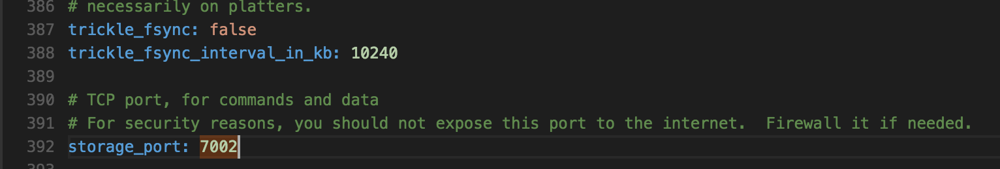 386 # necessarily on platters.
387 trickle_fsync: false
388 trickle_fsync_interval_in_kb: 10240
389
390 # TCP port, for commands and data
391 # For security reasons, you should not expose this port to the internet.  Firewall it if needed.
392 storage_port: 7002
393